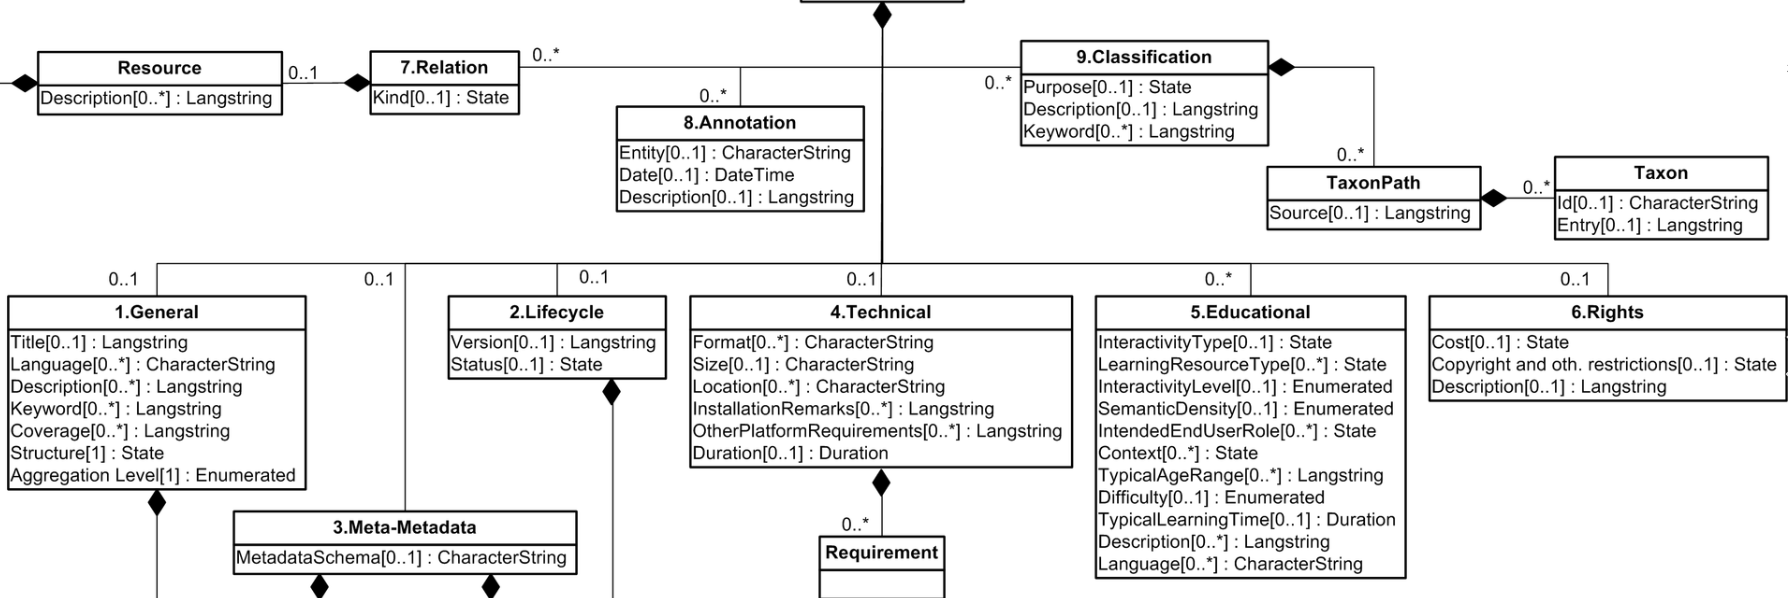 Resource
Description[0..*] : Langstring
0..1
7.Relation
Kind[0..1] : State
0..*
0..*
8.Annotation
Entity[0..1] : CharacterString
Date[0..1] : DateTime
Description[0..1] : Langstring
0..*
9.Classification
Purpose[0..1] : State
Description[0..1] : Langstring
Keyword[0..*] : Langstring
0..*
TaxonPath
Source[0..1] : Langstring
0..*
Taxon
Id[0..1] : CharacterString
Entry[0..1] : Langstring
0..1
1.General
Title[0..1] : Langstring
Language[0..*] : CharacterString
Description[0..*] : Langstring
Keyword[0..*] : Langstring
Coverage[0..*] : Langstring
Structure[1] : State
Aggregation Level[1] : Enumerated
0..1
3.Meta-Metadata
MetadataSchema[0..1] : CharacterString
0..1
2.Lifecycle
Version[0..1] : Langstring
Status[0..1] : State
0..1
4.Technical
Format[0..*] : CharacterString
Size[0..1] : CharacterString
Location[0..*] : CharacterString
InstallationRemarks[0..*] : Langstring
OtherPlatformRequirements[0..*] : Langstring
Duration[0..1] : Duration
0..*
Requirement
0..*
5.Educational
InteractivityType[0..1] : State
LearningResourceType[0..*] : State
InteractivityLevel[0..1] : Enumerated
SemanticDensity[0..1] : Enumerated
IntendedEndUserRole[0..*] : State
Context[0..*] : State
TypicalAgeRange[0..*] : Langstring
Difficulty[0..1] : Enumerated
TypicalLearningTime[0..1] : Duration
Description[0..*] : Langstring
Language[0..*] : CharacterString
0..1
6.Rights
Cost[0..1] : State
Copyright and oth. restrictions[0..1] : State
Description[0..1] : Langstring